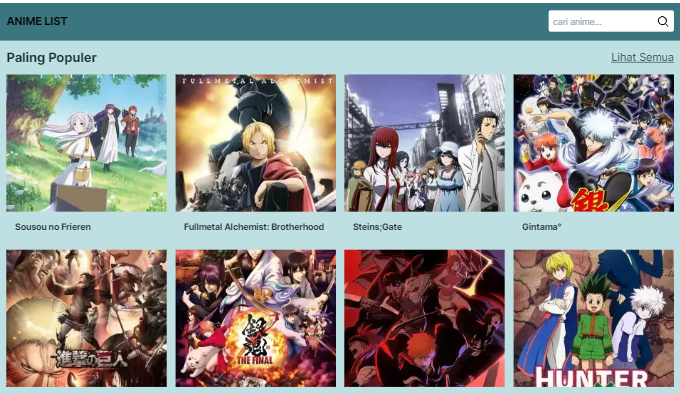 ANIME LIST
cari anime...
Paling Populer
Lihat Semua
FULLMETAL ALCHEMIST
銀
Sousou no Frieren
Fullmetal Alchemist: Brotherhood
Steins;Gate
Gintama°
進撃の巨人
銀魂
THE FINAL
HUNTER